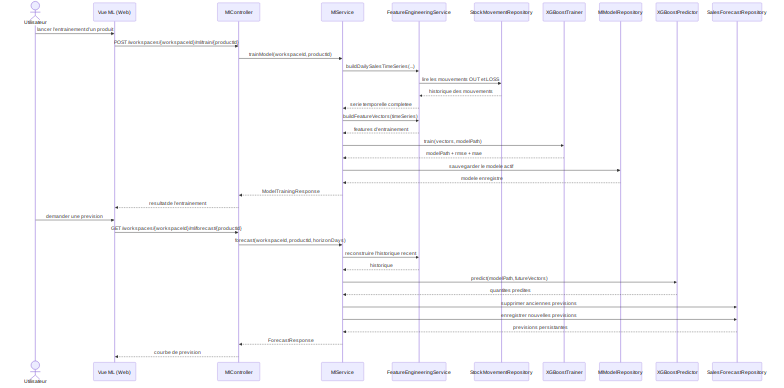 Utilisateur
Vue ML (Web)
MlController
MlService
FeatureEngineeringService
StockMovementRepository
XGBoostTrainer
MlModelRepository
XGBoostPredictor
SalesForecastRepository
lancer l'entrainement d'un produit
POST /workspaces/{workspaceId}/ml/train/{productId}
trainModel(workspaceId, productId)
buildDailySalesTimeSeries(...)
lire les mouvements OUT et LOSS
historique des mouvements
serie temporelle completee
buildFeatureVectors(timeSeries)
features d'entrainement
train(vectors, modelPath)
modelPath + rmse + mae
sauvegarder le modele actif
modele enregistre
ModelTrainingResponse
resultat de l'entrainement
demander une prevision
GET /workspaces/{workspaceId}/ml/forecast/{productId}
forecast(workspaceId, productId, horizonDays)
reconstruire l'historique recent
historique
predict(modelPath, futureVectors)
quantites predites
supprimer anciennes previsions
enregistrer nouvelles previsions
previsions persistantes
ForecastResponse
courbe de prevision
Utilisateur
Vue ML (Web)
MlController
MlService
FeatureEngineeringService
StockMovementRepository
XGBoostTrainer
MlModelRepository
XGBoostPredictor
SalesForecastRepository